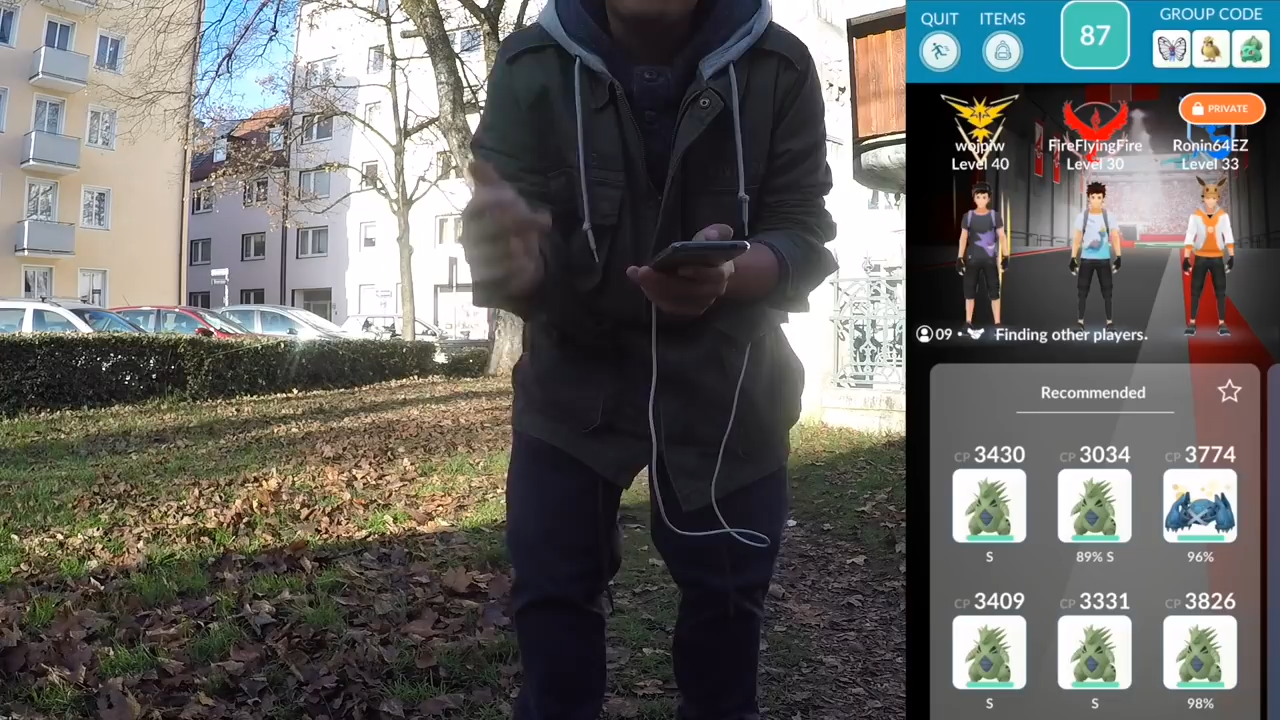 QUIT ITEMS 87 GROUP CODE
PRIVATE
wojpiw FireFlyingFire Ronin64EZ
Level 40 Level 30 Level 33
09 • Finding other players.
Recommended
CP 3430 CP 3034 CP 3774
S 89% S 96%
CP 3409 CP 3331 CP 3826
S S 98%